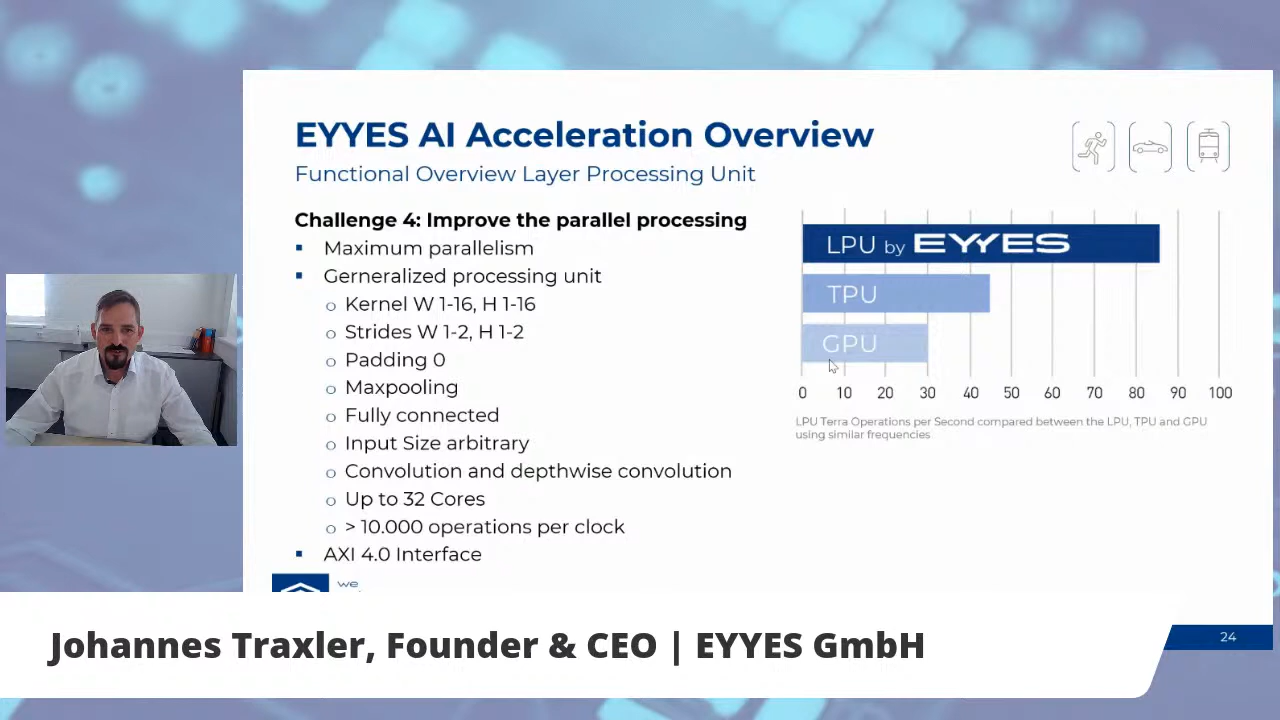 EYYES AI Acceleration Overview
Functional Overview Layer Processing Unit
Challenge 4: Improve the parallel processing
▪ Maximum parallelism
▪ Gerneralized processing unit
o Kernel W 1-16, H 1-16
o Strides W 1-2, H 1-2
o Padding 0
o Maxpooling
o Fully connected
o Input Size arbitrary
o Convolution and depthwise convolution
o Up to 32 Cores
o > 10.000 operations per clock
▪ AXI 4.0 Interface
LPU by EYYES
TPU
GPU
0 10 20 30 40 50 60 70 80 90 100
LPU Terra Operations per Second compared between the LPU, TPU and GPU
using similar frequencies
we
Johannes Traxler, Founder & CEO | EYYES GmbH
24